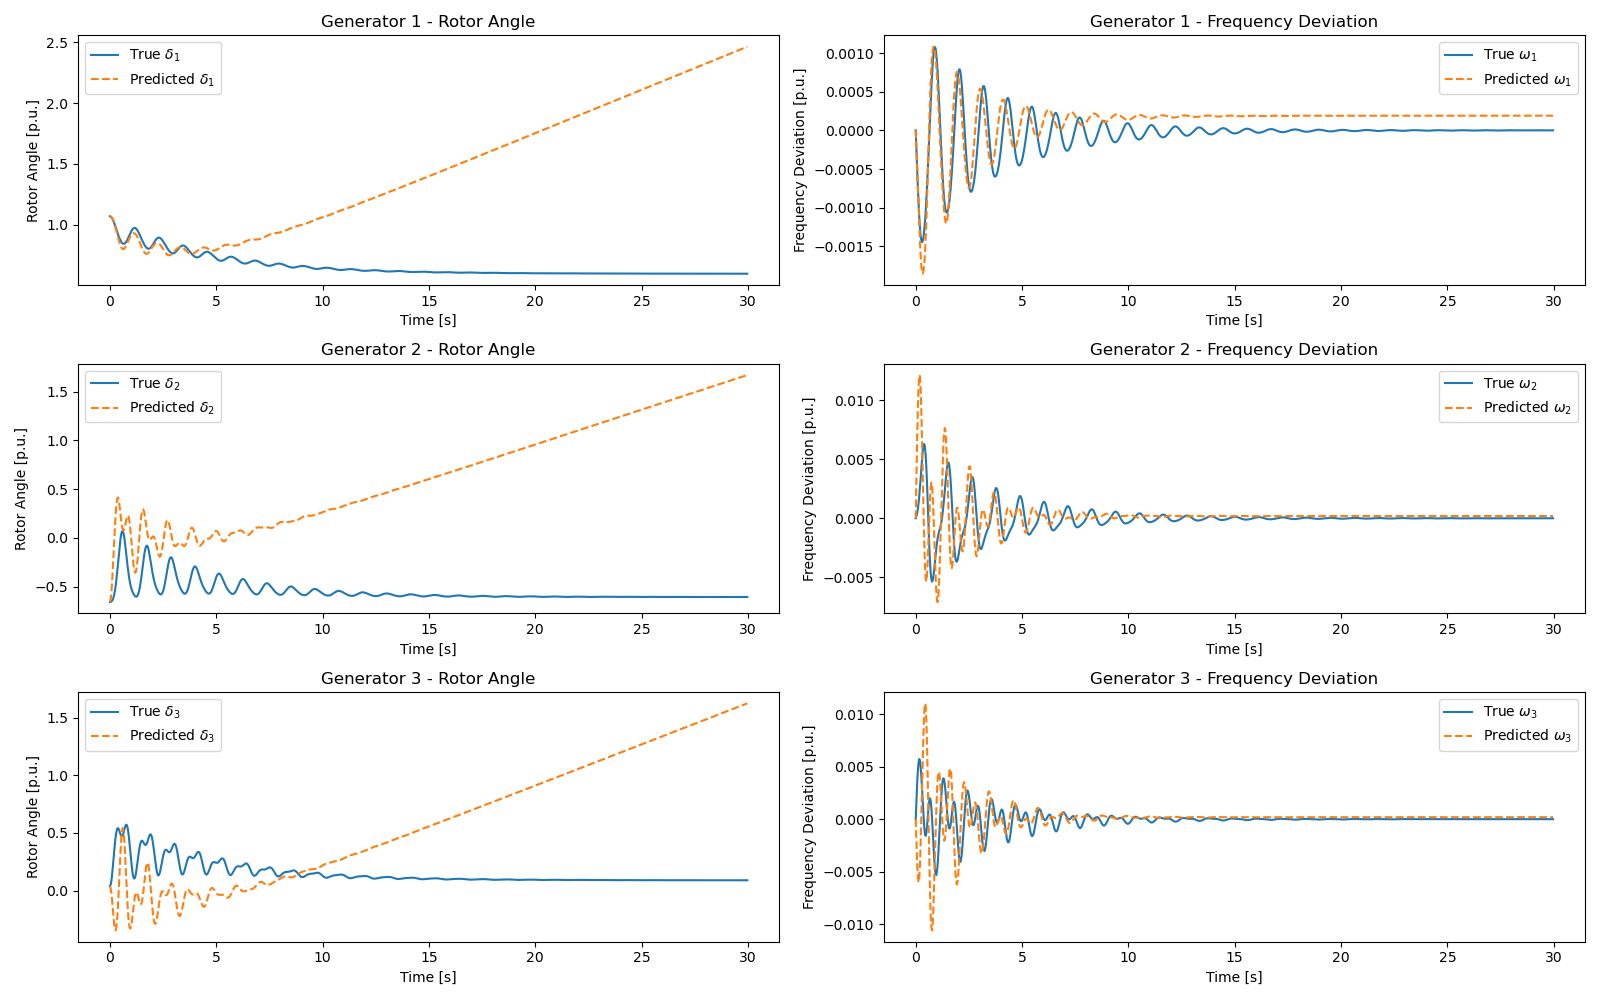 Generator 1 - Rotor Angle
Rotor Angle [p.u.]
2.5
2.0
1.5
1.0
True δ1
Predicted δ1
0 5 10 15 20 25 30
Time [s]
Generator 1 - Frequency Deviation
Frequency Deviation [p.u.]
0.0010
0.0005
0.0000
−0.0005
−0.0010
−0.0015
True ω1
Predicted ω1
0 5 10 15 20 25 30
Time [s]
Generator 2 - Rotor Angle
Rotor Angle [p.u.]
1.5
1.0
0.5
0.0
−0.5
True δ2
Predicted δ2
0 5 10 15 20 25 30
Time [s]
Generator 2 - Frequency Deviation
Frequency Deviation [p.u.]
0.010
0.005
0.000
−0.005
True ω2
Predicted ω2
0 5 10 15 20 25 30
Time [s]
Generator 3 - Rotor Angle
Rotor Angle [p.u.]
1.5
1.0
0.5
0.0
True δ3
Predicted δ3
0 5 10 15 20 25 30
Time [s]
Generator 3 - Frequency Deviation
Frequency Deviation [p.u.]
0.010
0.005
0.000
−0.005
−0.010
True ω3
Predicted ω3
0 5 10 15 20 25 30
Time [s]